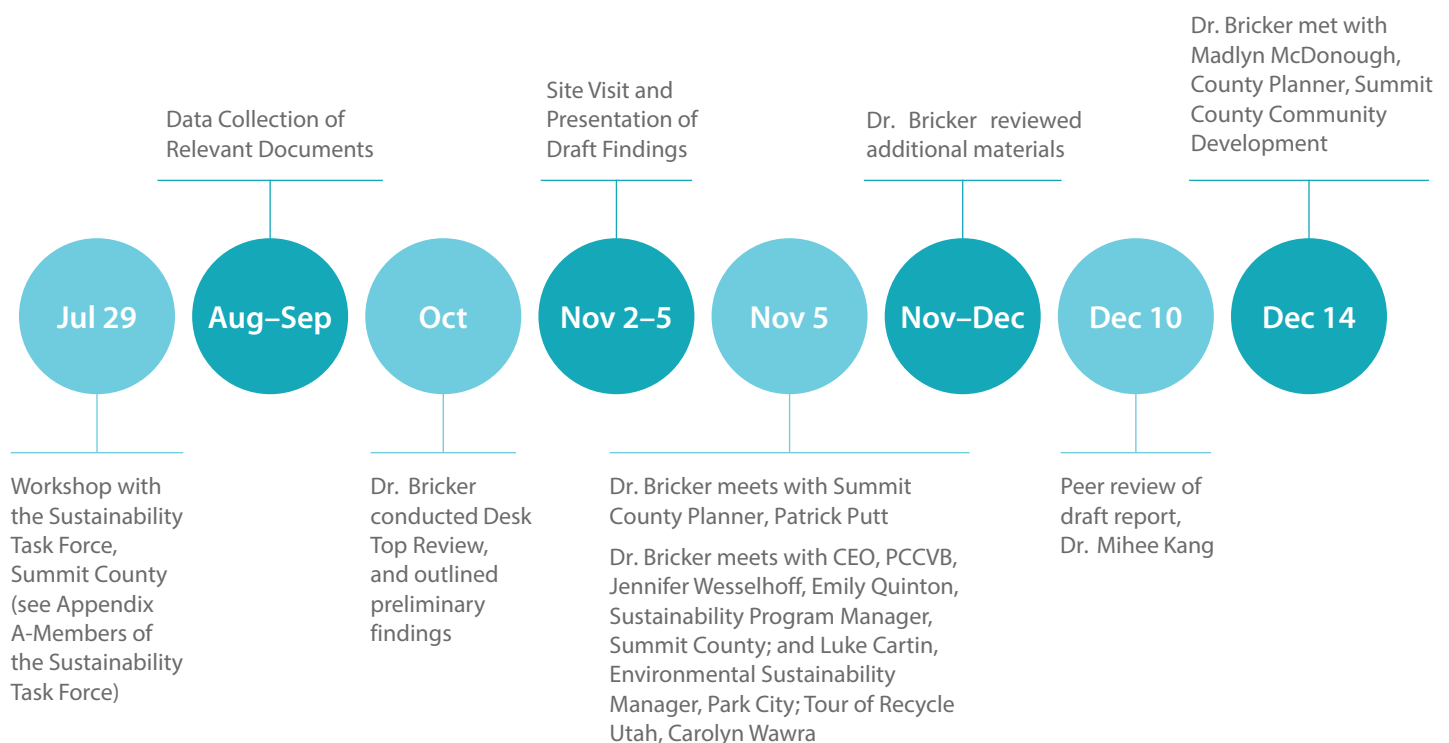 Dr. Bricker met with
Madlyn McDonough,
County Planner, Summit
County Community
Development
Site Visit and
Presentation of
Draft Findings
Data Collection of
Relevant Documents
Dr. Bricker reviewed
additional materials
Jul 29
Aug–Sep
Oct
Nov 2–5
Nov 5
Nov–Dec
Dec 10
Dec 14
Workshop with
the Sustainability
Task Force,
Summit County
(see Appendix
A-Members of
the Sustainability
Task Force)
Dr. Bricker
conducted Desk
Top Review,
and outlined
preliminary
findings
Dr. Bricker meets with Summit
County Planner, Patrick Putt
Dr. Bricker meets with CEO, PCCVB,
Jennifer Wesselhoff, Emily Quinton,
Sustainability Program Manager,
Summit County; and Luke Cartin,
Environmental Sustainability
Manager, Park City; Tour of Recycle
Utah, Carolyn Wawra
Peer review of
draft report,
Dr. Mihee Kang